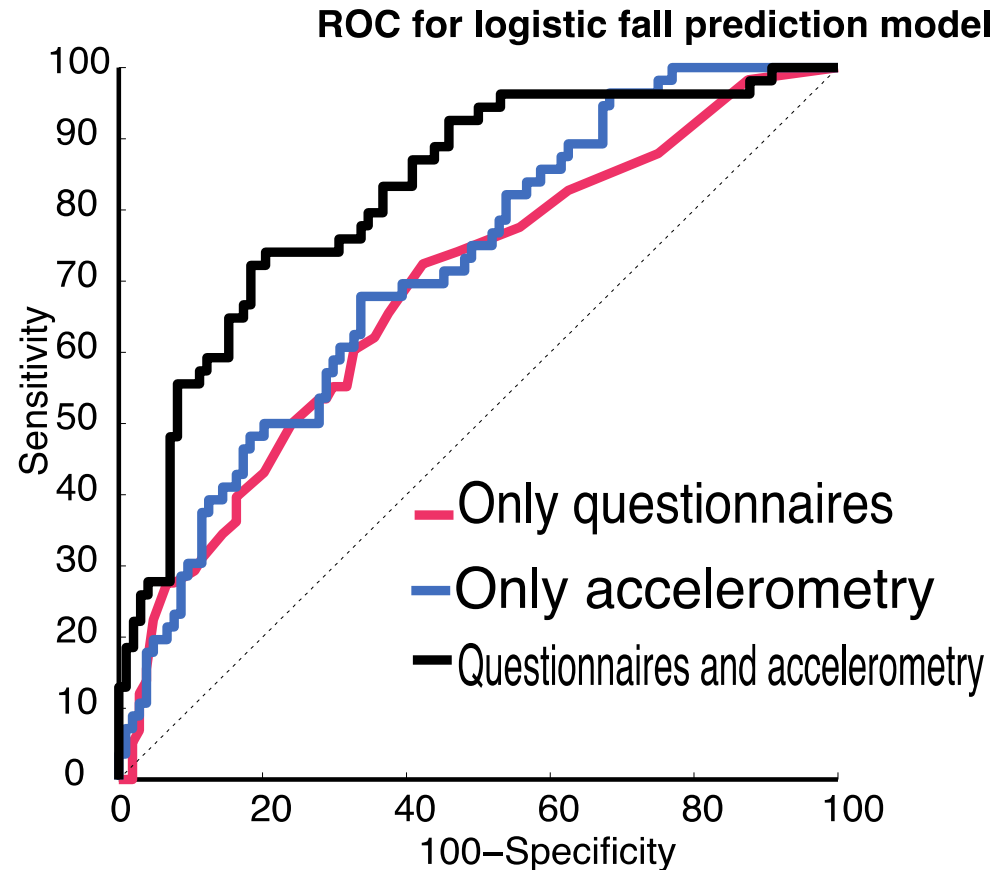 ROC for logistic fall prediction model
100
90
80
70
60
50
40
30
20
10
0
Sensitivity
Only questionnaires
Only accelerometry
Questionnaires and accelerometry
0 20 40 60 80 100
100–Specificity